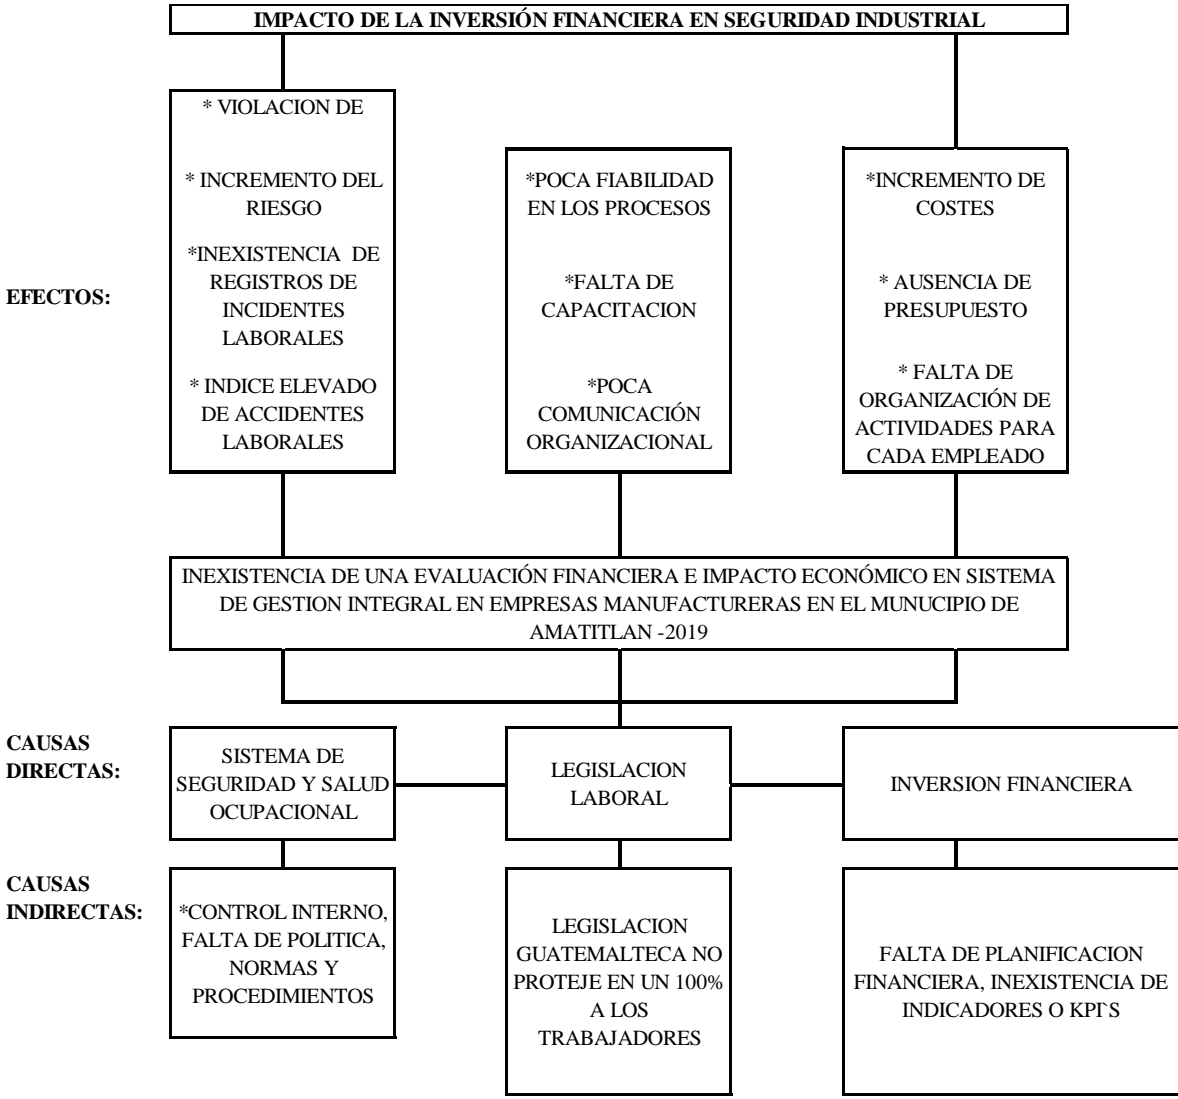 IMPACTO DE LA INVERSIÓN FINANCIERA EN SEGURIDAD INDUSTRIAL
EFECTOS:
* VIOLACION DE
* INCREMENTO DEL
RIESGO
*INEXISTENCIA DE
REGISTROS DE
INCIDENTES
LABORALES
* INDICE ELEVADO
DE ACCIDENTES
LABORALES
*POCA FIABILIDAD
EN LOS PROCESOS
*FALTA DE
CAPACITACION
*POCA
COMUNICACIÓN
ORGANIZACIONAL
*INCREMENTO DE
COSTES
* AUSENCIA DE
PRESUPUESTO
* FALTA DE
ORGANIZACIÓN DE
ACTIVIDADES PARA
CADA EMPLEADO
INEXISTENCIA DE UNA EVALUACIÓN FINANCIERA E IMPACTO ECONÓMICO EN SISTEMA
DE GESTION INTEGRAL EN EMPRESAS MANUFACTURERAS EN EL MUNUCIPIO DE
AMATITLAN -2019
CAUSAS
DIRECTAS:
SISTEMA DE
SEGURIDAD Y SALUD
OCUPACIONAL
LEGISLACION
LABORAL
INVERSION FINANCIERA
CAUSAS
INDIRECTAS:
*CONTROL INTERNO,
FALTA DE POLITICA,
NORMAS Y
PROCEDIMIENTOS
LEGISLACION
GUATEMALTECA NO
PROTEJE EN UN 100%
A LOS
TRABAJADORES
FALTA DE PLANIFICACION
FINANCIERA, INEXISTENCIA DE
INDICADORES O KPI`S